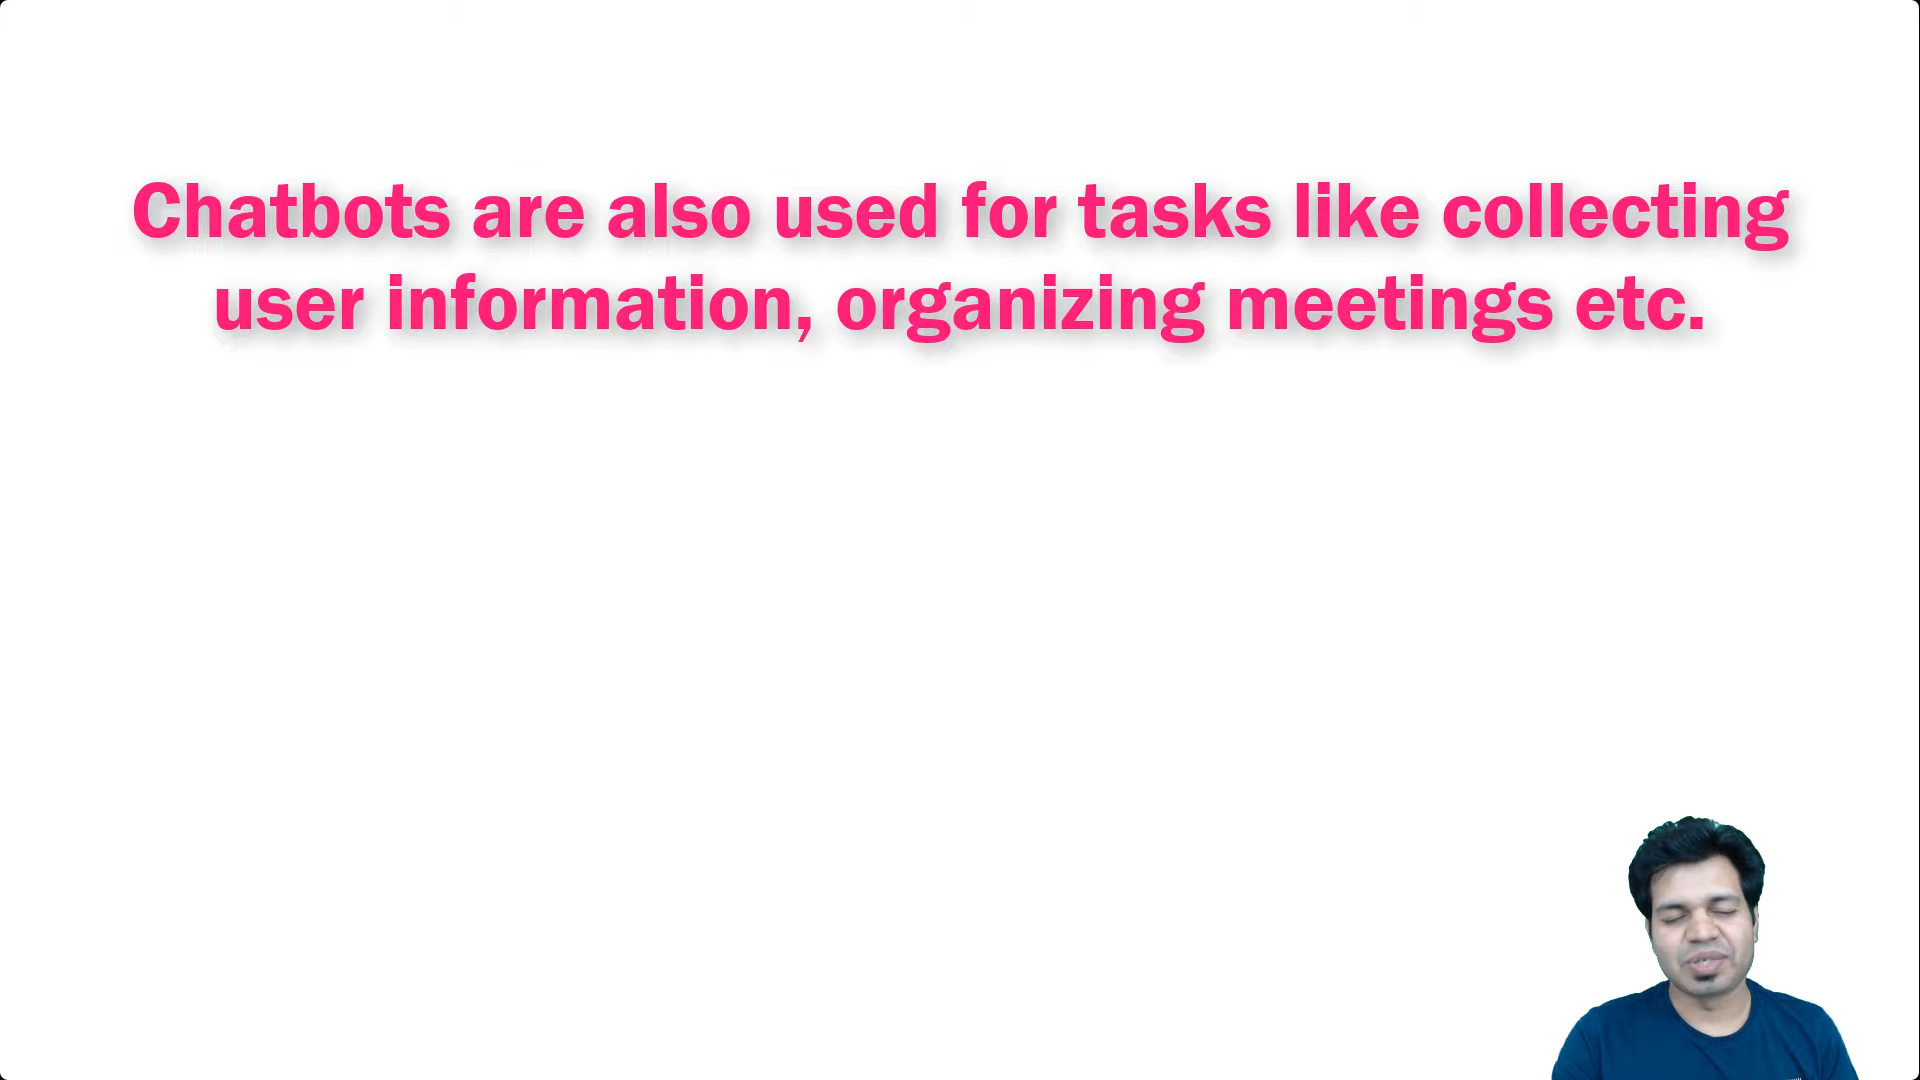 Chatbots are also used for tasks like collecting
user information, organizing meetings etc.